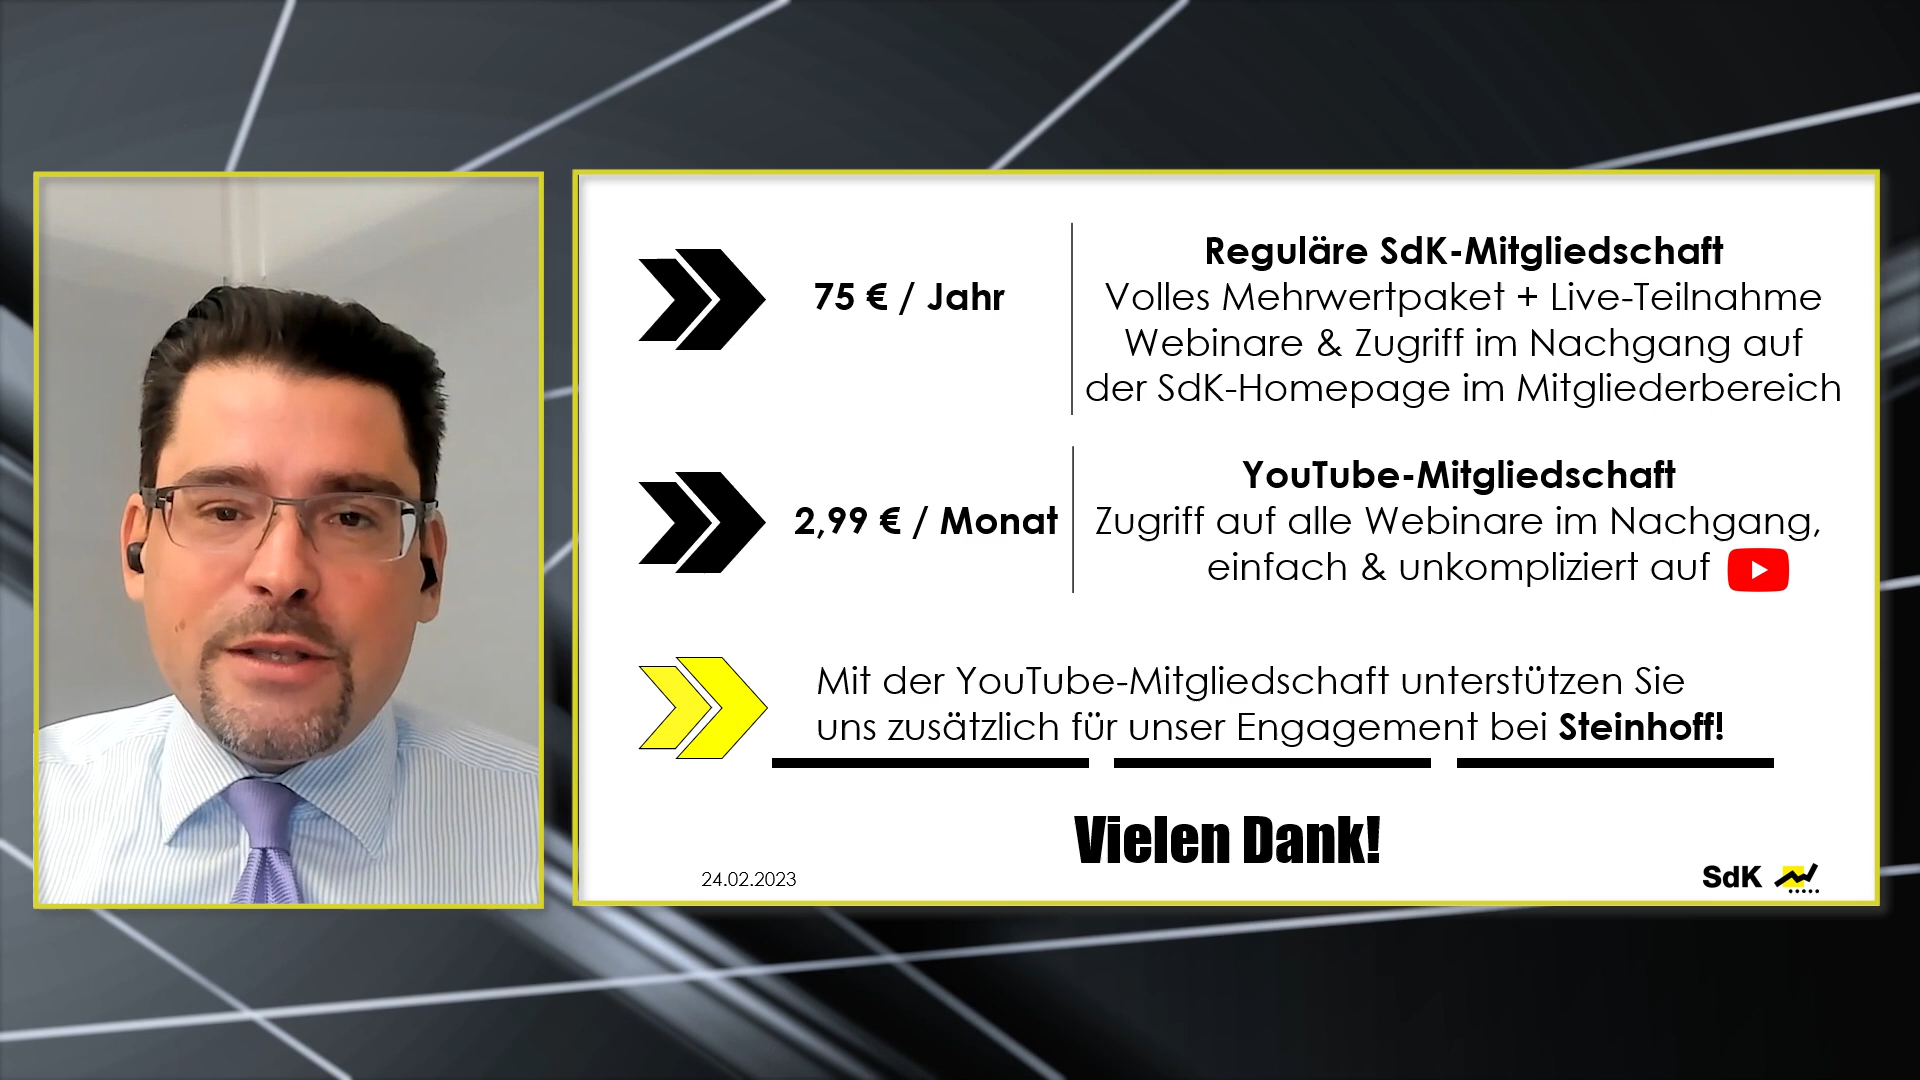 75 € / Jahr
Reguläre SdK-Mitgliedschaft
Volles Mehrwertpaket + Live-Teilnahme
Webinare & Zugriff im Nachgang auf
der SdK-Homepage im Mitgliederbereich
2,99 € / Monat
YouTube-Mitgliedschaft
Zugriff auf alle Webinare im Nachgang,
einfach & unkompliziert auf
Mit der YouTube-Mitgliedschaft unterstützen Sie
uns zusätzlich für unser Engagement bei Steinhoff!
Vielen Dank!
24.02.2023
SdK